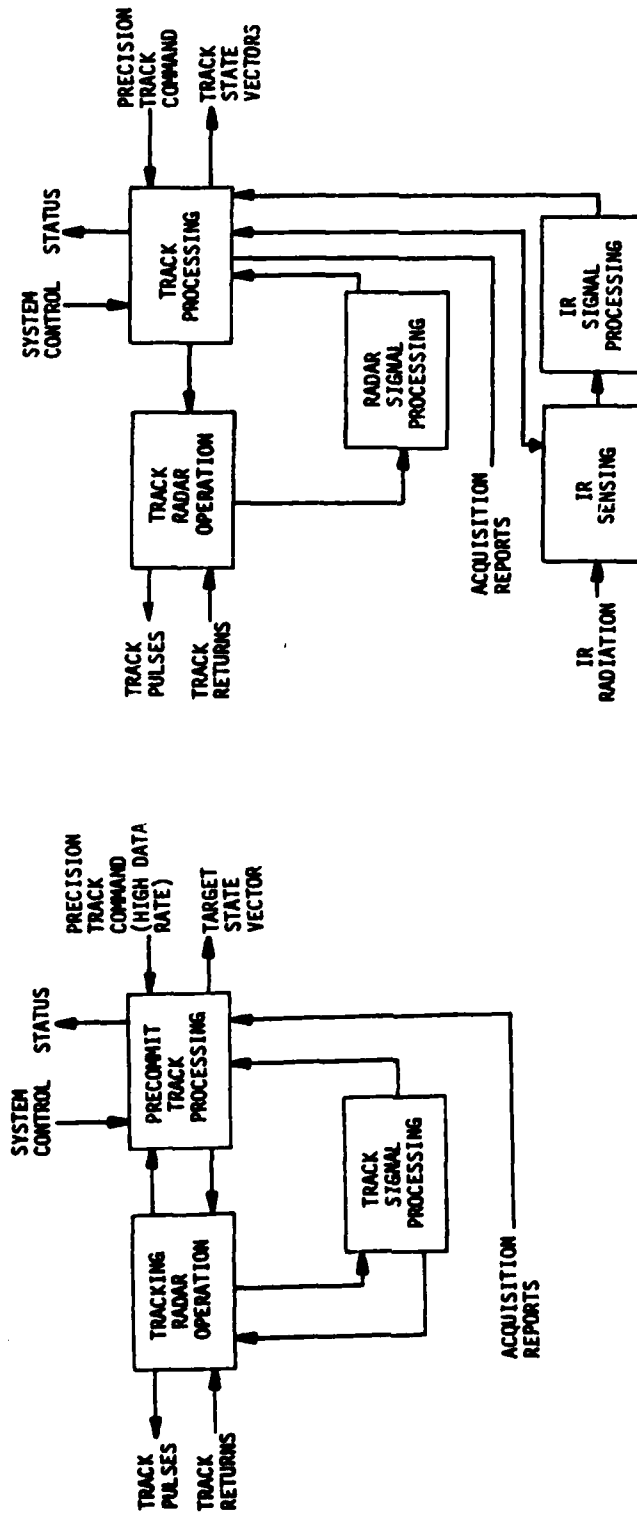 SYSTEM
CONTROL
STATUS
PRECISION
TRACK
COMMAND
(HIGH DATA
RATE)
TRACK
PULSES
TRACKING
RADAR
OPERATION
PRECOMMIT
TRACK
PROCESSING
TARGET
STATE
VECTOR
TRACK
RETURNS
TRACK
SIGNAL
PROCESSING
ACQUISITION
REPORTS
SYSTEM
CONTROL
STATUS
PRECISION
TRACK
COMMAND
TRACK
PULSES
TRACK
RADAR
OPERATION
TRACK
PROCESSING
TRACK
STATE
VECTORS
TRACK
RETURNS
RADAR
SIGNAL
PROCESSING
ACQUISITION
REPORTS
IR
RADIATION
IR
SENSING
IR
SIGNAL
PROCESSING